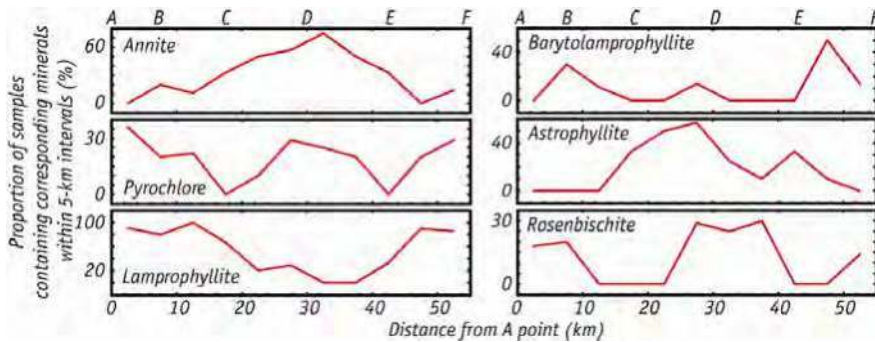 A B C D E F
A B C D E F
Proportion of samples
containing corresponding minerals
within 5-km intervals (%)
60
Annite
0
40
Barytolamprophyllite
0
30
Pyrochlore
0
40
Astrophyllite
0
100
20
Lamprophyllite
30
Rosenbischite
0
0 10 20 30 40 50
0 10 20 30 40 50
Distance from A point (km)